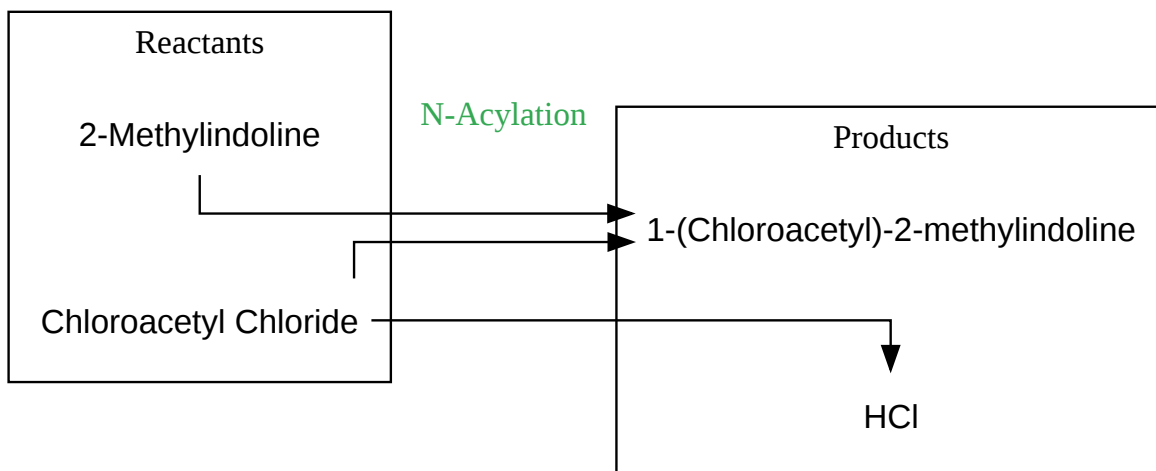 Reactants
2-Methylindoline
Chloroacetyl Chloride
N-Acylation
Products
1-(Chloroacetyl)-2-methylindoline
HCl